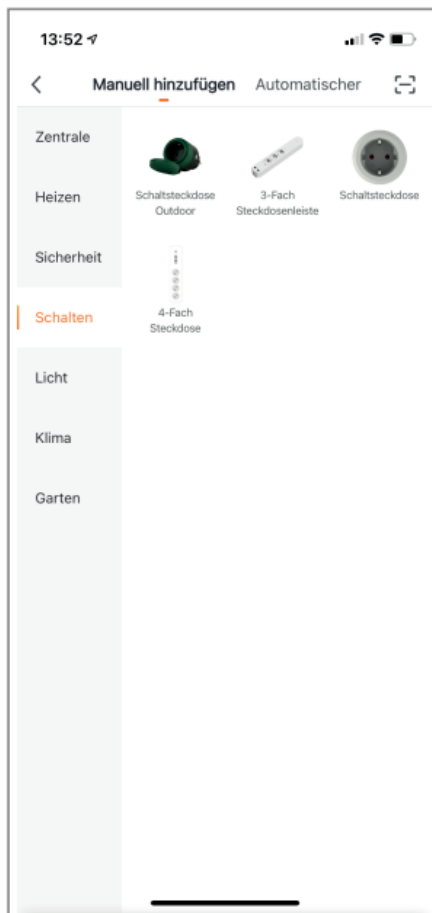 13:52
Manuell hinzufügen Automatischer
Zentrale
Heizen
Sicherheit
Schalten
Licht
Klima
Garten
Schaltsteckdose
Outdoor
3-Fach
Steckdosenleiste
Schaltsteckdose
4-Fach
Steckdose